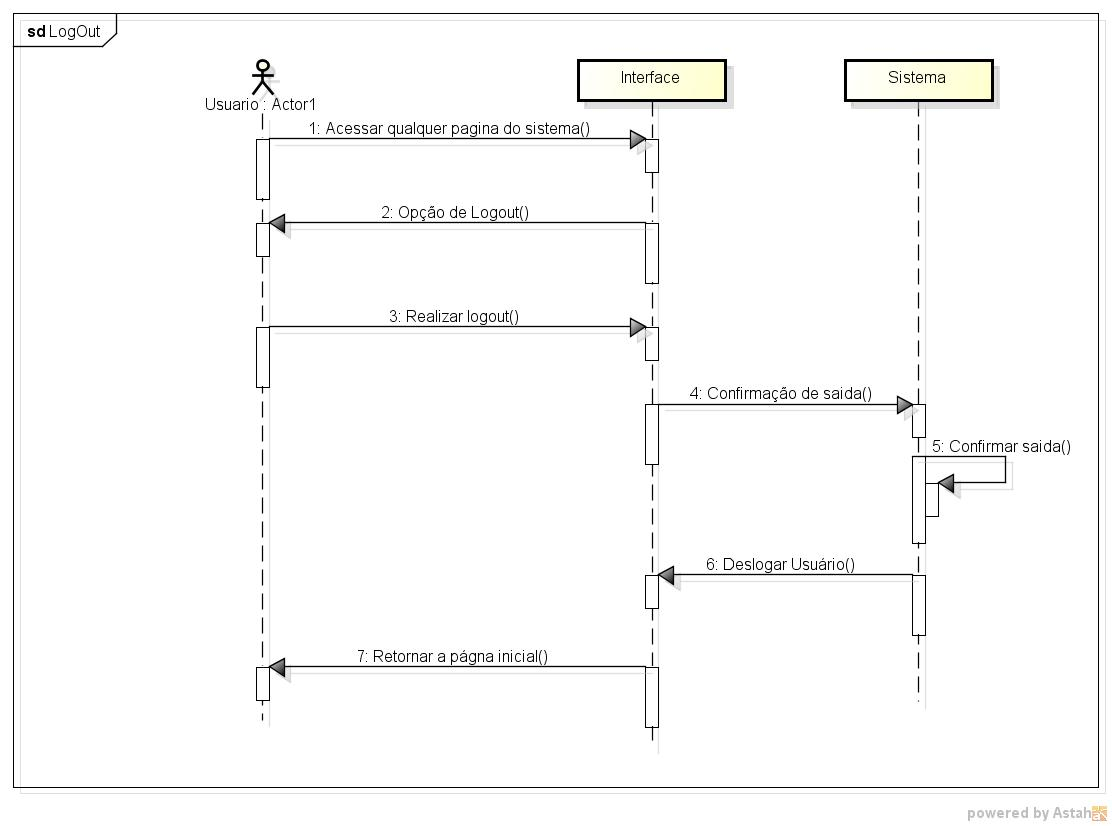 sd LogOut
Usuario : Actor1
Interface
Sistema
1: Acessar qualquer pagina do sistema()
2: Opção de Logout()
3: Realizar logout()
4: Confirmação de saida()
5: Confirmar saida()
6: Deslogar Usuário()
7: Retornar a págna inicial()
powered by Astah